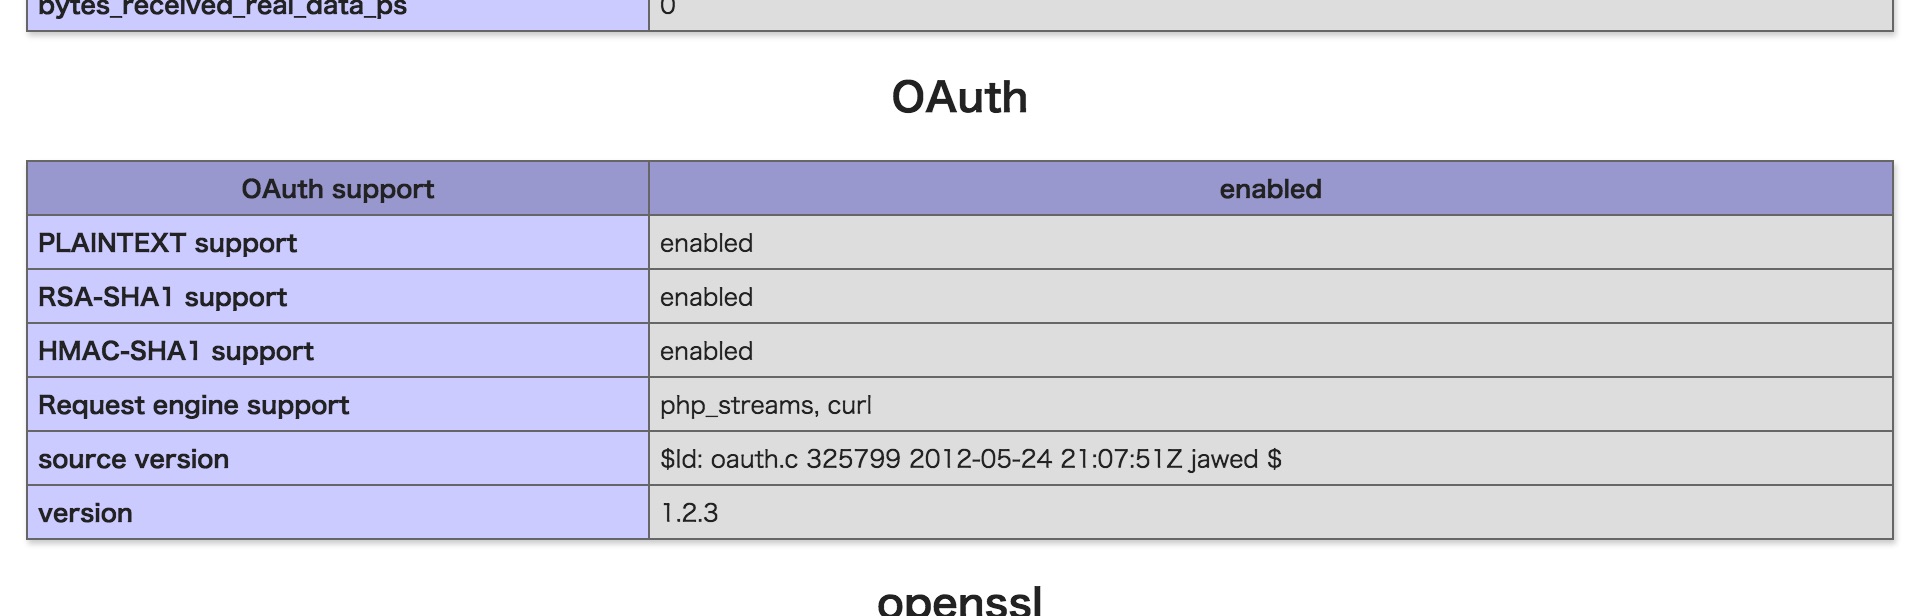 bytes_received_real_data_ps 0
OAuth
OAuth support enabled
PLAINTEXT support enabled
RSA-SHA1 support enabled
HMAC-SHA1 support enabled
Request engine support php_streams, curl
source version $Id: oauth.c 325799 2012-05-24 21:07:51Z jawed $
version 1.2.3
openssl